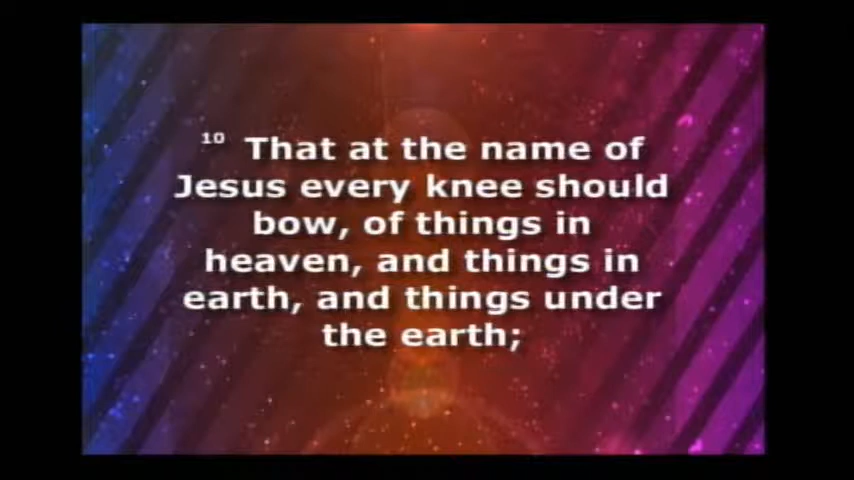 10 That at the name of
Jesus every knee should
bow, of things in
heaven, and things in
earth, and things under
the earth;